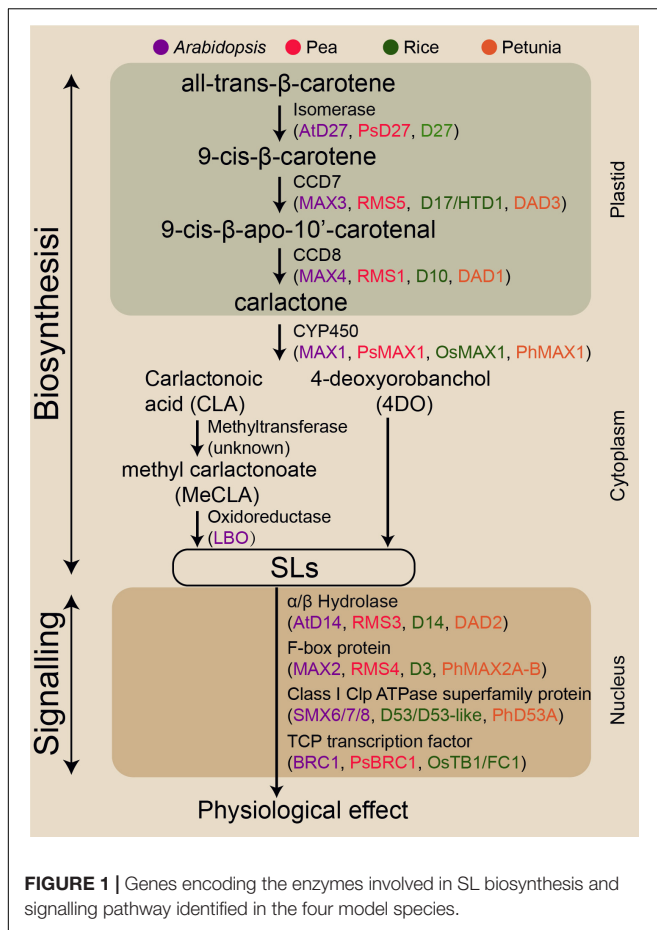 Arabidopsis Pea Rice Petunia
all-trans-β-carotene
Isomerase
(AtD27, PsD27, D27)
9-cis-β-carotene
CCD7
(MAX3, RMS5, D17/HTD1, DAD3)
9-cis-β-apo-10’-carotenal
CCD8
(MAX4, RMS1, D10, DAD1)
carlactone
Plastid
CYP450
(MAX1, PsMAX1, OsMAX1, PhMAX1)
Carlactonoic
acid (CLA)
4-deoxyorobanchol
(4DO)
Methyltransferase
(unknown)
methyl carlactonoate
(MeCLA)
Oxidoreductase
(LBO)
Cytoplasm
SLs
Biosynthesisi
α/β Hydrolase
(AtD14, RMS3, D14, DAD2)
F-box protein
(MAX2, RMS4, D3, PhMAX2A-B)
Class I Clp ATPase superfamily protein
(SMX6/7/8, D53/D53-like, PhD53A)
TCP transcription factor
(BRC1, PsBRC1, OsTB1/FC1)
Nucleus
Signalling
Physiological effect
FIGURE 1 | Genes encoding the enzymes involved in SL biosynthesis and
signalling pathway identified in the four model species.